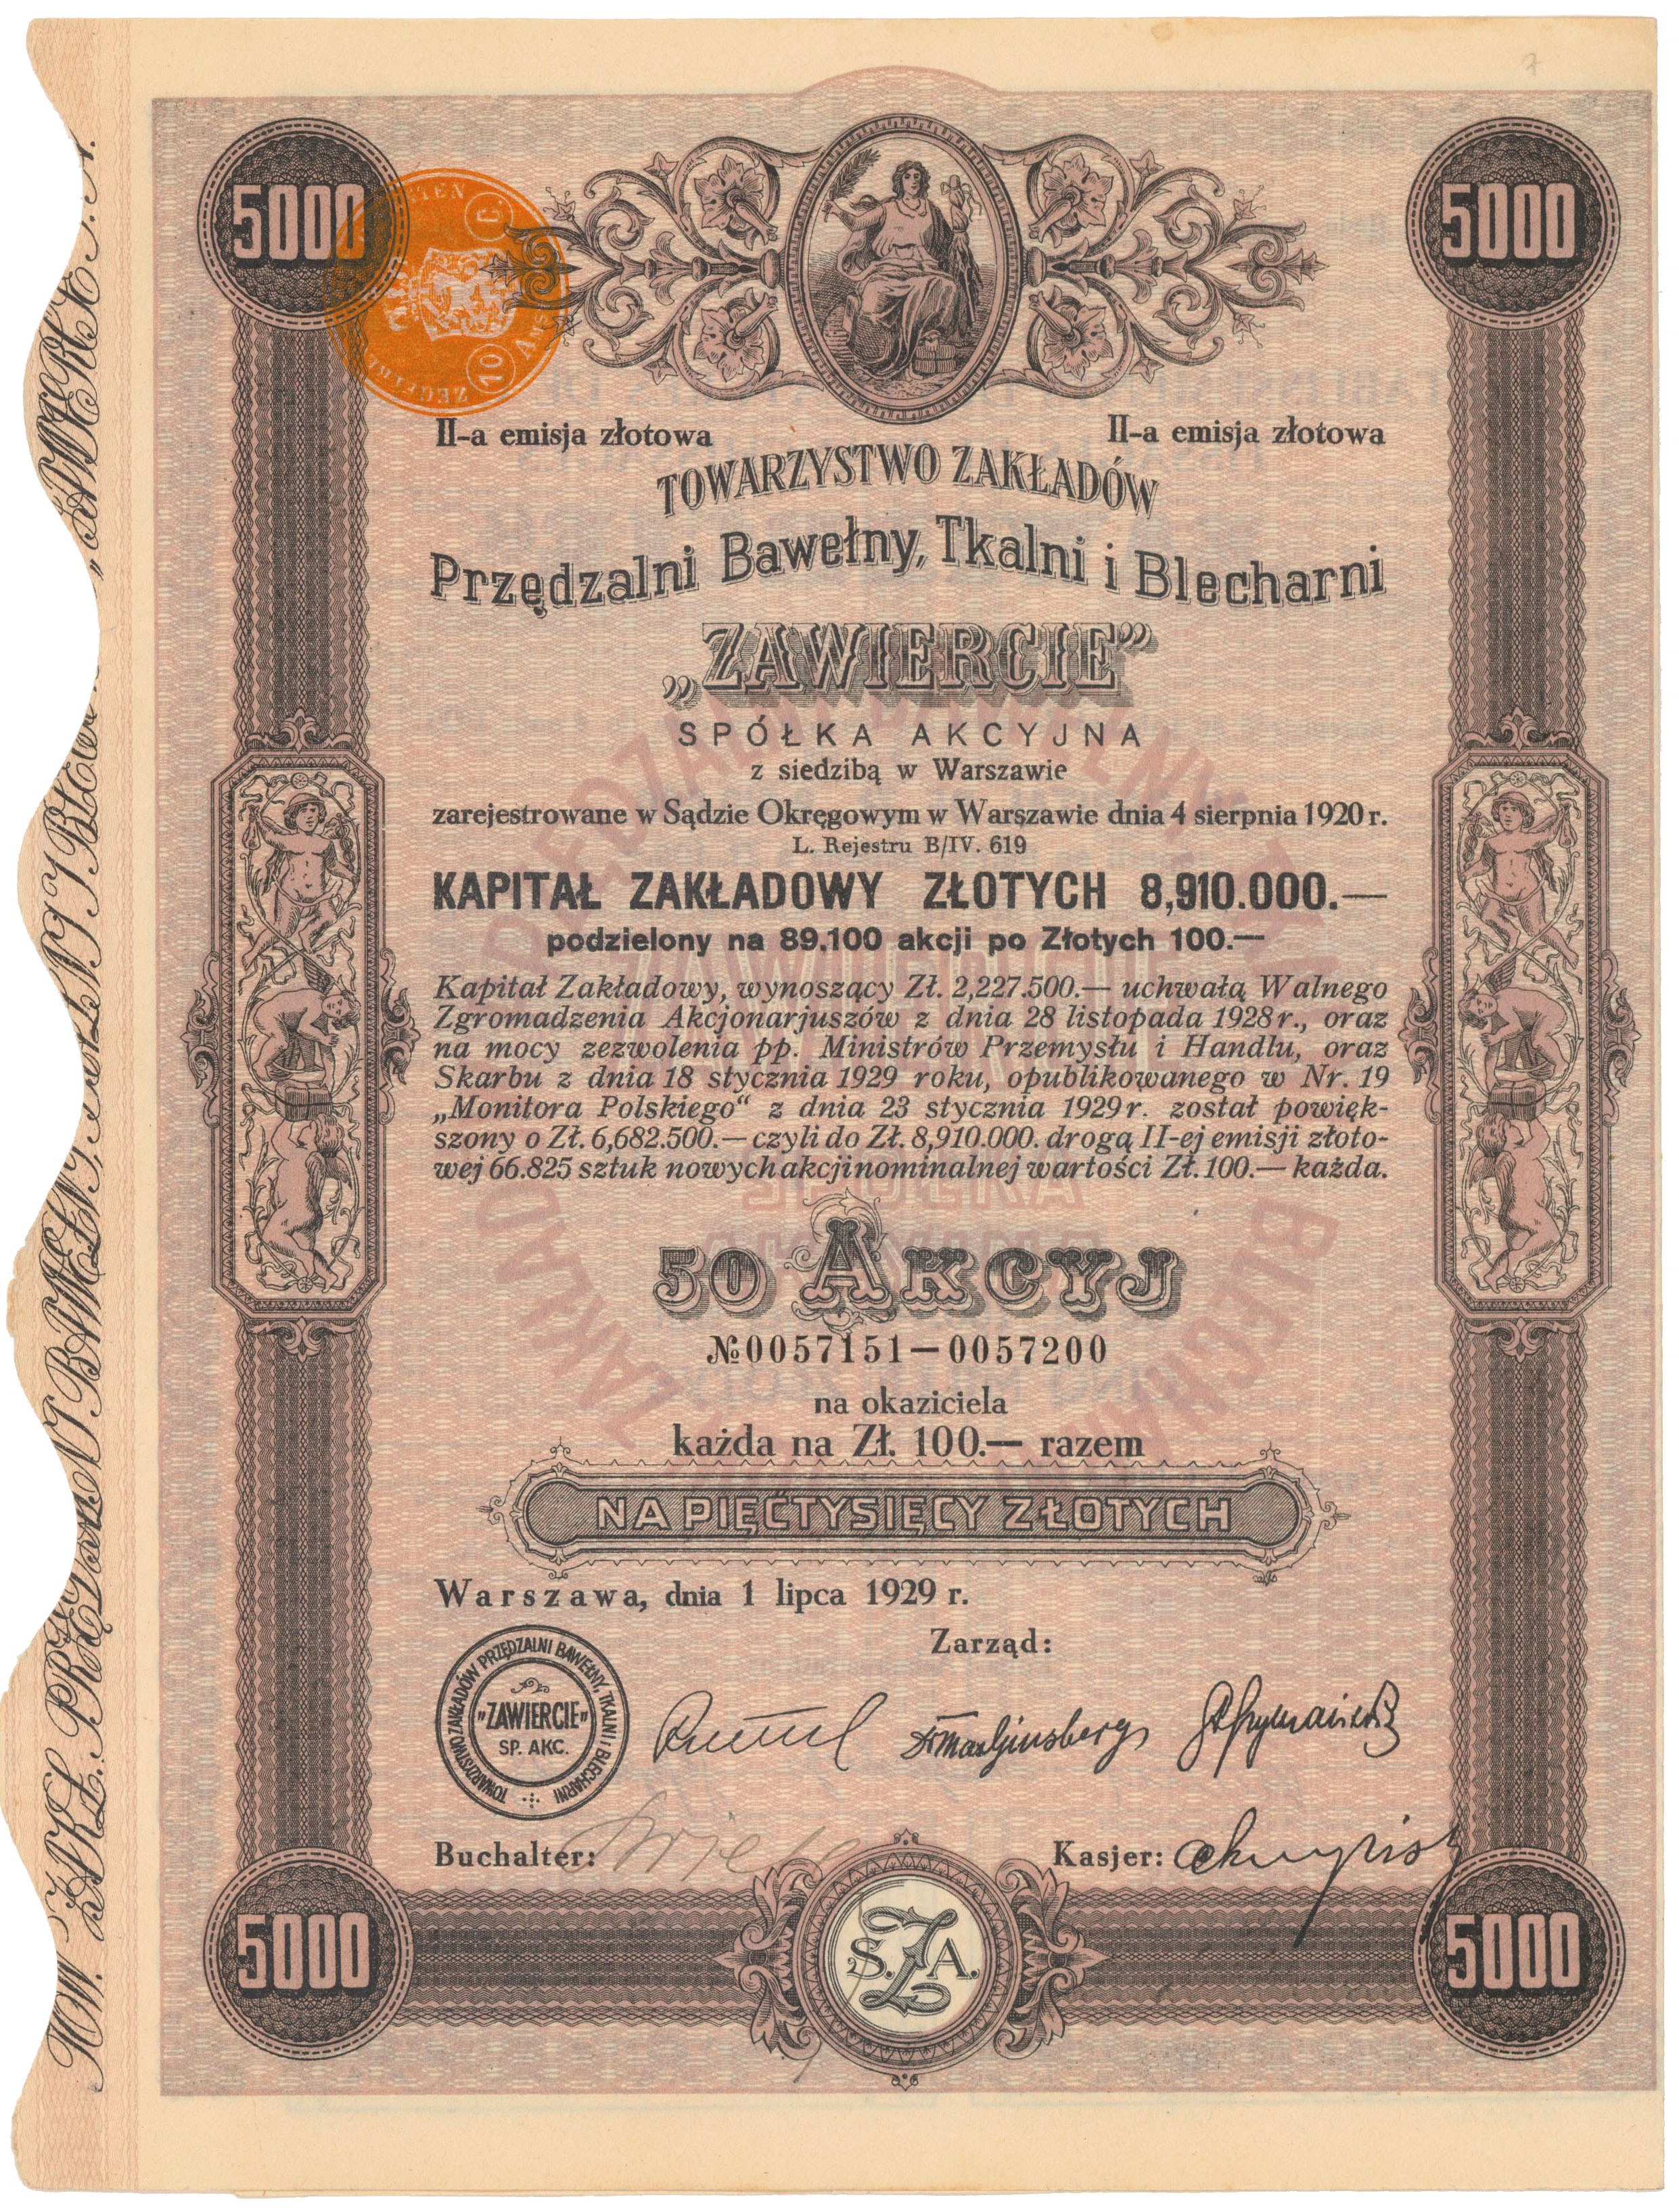 5000
5000
ZEGELRE
10
C.
II-a emisja złotowa
II-a emisja złotowa
TOWARZYSTWO ZAKŁADÓW
Przędzalni Bawełny, Tkalni i Blecharni
„ZAWIERCIE”
SPÓŁKA AKCYJNA
z siedzibą w Warszawie
zarejestrowane w Sądzie Okręgowym w Warszawie dnia 4 sierpnia 1920 r.
L. Rejestru B/IV. 619
KAPITAŁ ZAKŁADOWY ZŁOTYCH 8,910.000.—
podzielony na 89.100 akcji po Złotych 100.—
Kapitał Zakładowy, wynoszący Zł. 2,227.500.— uchwałą Walnego
Zgromadzenia Akcjonarjuszów z dnia 28 listopada 1928 r., oraz
na mocy zezwolenia pp. Ministrów Przemysłu i Handlu, oraz
Skarbu z dnia 18 stycznia 1929 roku, opublikowanego w Nr. 19
„Monitora Polskiego“ z dnia 23 stycznia 1929 r. został powięk-
szony o Zł. 6,682.500.— czyli do Zł. 8,910.000. drogą II-ej emisji złoto-
wej 66.825 sztuk nowych akcji nominalnej wartości Zł. 100.— każda.
50 AKCYJ
№ 0057151—0057200
na okaziciela
każda na Zł. 100.— razem
NA PIĘĆTYSIĘCY ZŁOTYCH
Warszawa, dnia 1 lipca 1929 r.
Zarząd:
TOWARZYSTWO ZAKŁADÓW PRZĘDZALNI BAWEŁNY, TKALNI I BLECHARNI
„ZAWIERCIE”
SP. AKC.
Dr Max Ginsberg
Buchalter:
Kasjer:
5000
S. Z. A.
5000